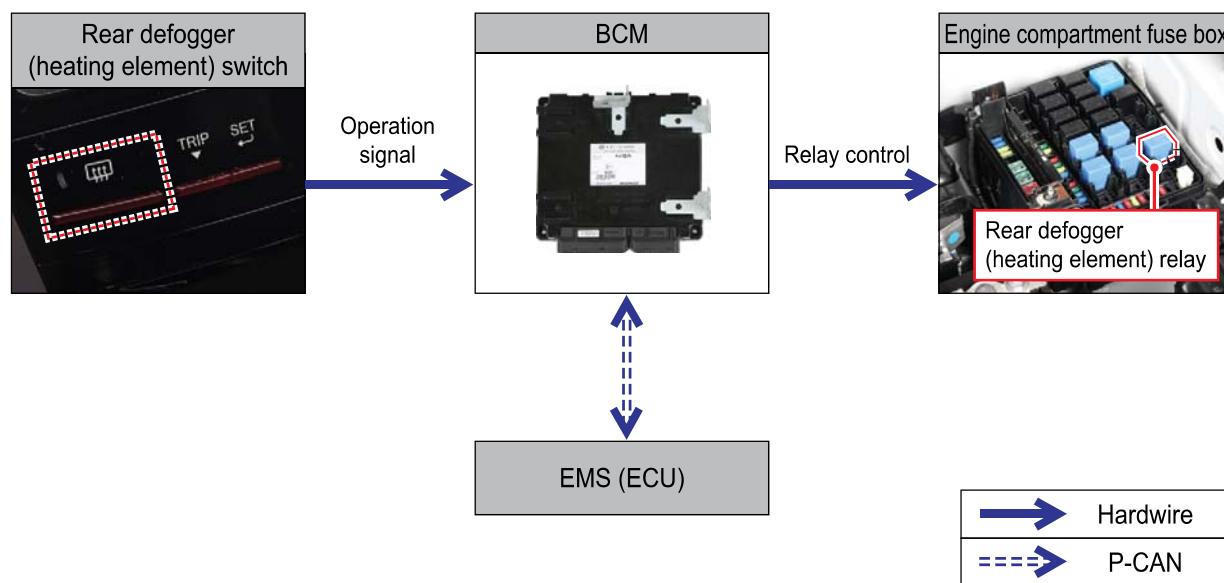 Rear defogger
(heating element) switch
TRIP
SET
Operation
signal
BCM
Relay control
Engine compartment fuse box
Rear defogger
(heating element) relay
EMS (ECU)
Hardwire
P-CAN